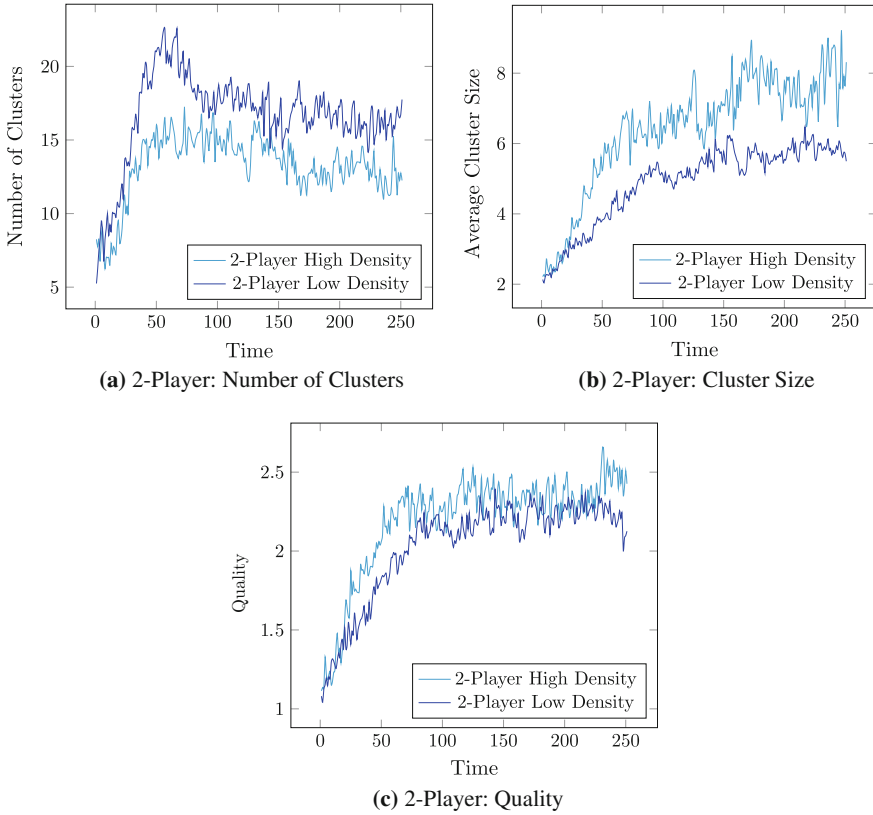 Number of Clusters
20
15
10
5
2-Player High Density
2-Player Low Density
0 50 100 150 200 250
Time
(a) 2-Player: Number of Clusters
Average Cluster Size
8
6
4
2
2-Player High Density
2-Player Low Density
0 50 100 150 200 250
Time
(b) 2-Player: Cluster Size
Quality
2.5
2
1.5
1
2-Player High Density
2-Player Low Density
0 50 100 150 200 250
Time
(c) 2-Player: Quality